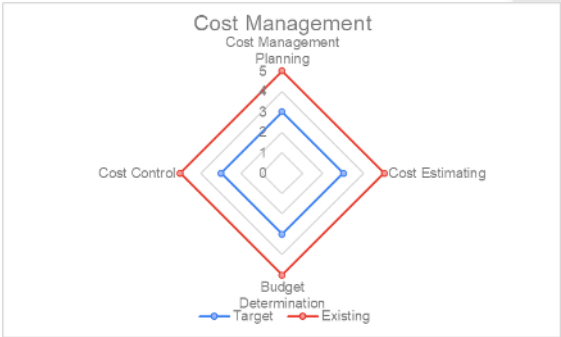 Cost Management
Cost Management
Planning
5
4
3
2
1
0
Cost Control
Cost Estimating
Budget
Determination
Target
Existing